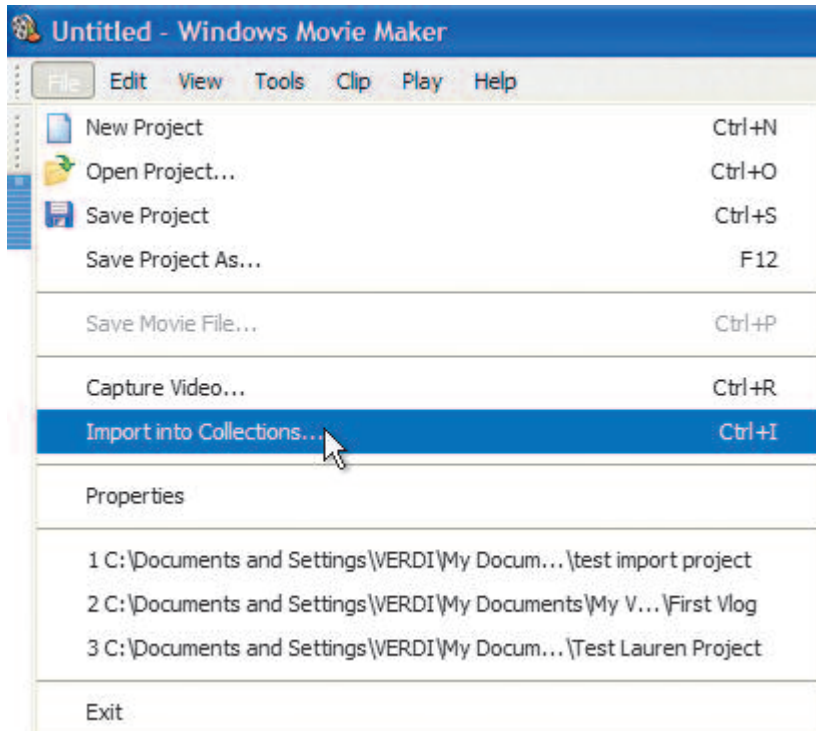 Untitled - Windows Movie Maker
File Edit View Tools Clip Play Help
New Project Ctrl+N
Open Project... Ctrl+O
Save Project Ctrl+S
Save Project As... F12
Save Movie File... Ctrl+P
Capture Video... Ctrl+R
Import into Collections... Ctrl+I
Properties
1 C:\Documents and Settings\VERDI\My Docum...\test import project
2 C:\Documents and Settings\VERDI\My Documents\My V...\First Vlog
3 C:\Documents and Settings\VERDI\My Docum...\Test Lauren Project
Exit